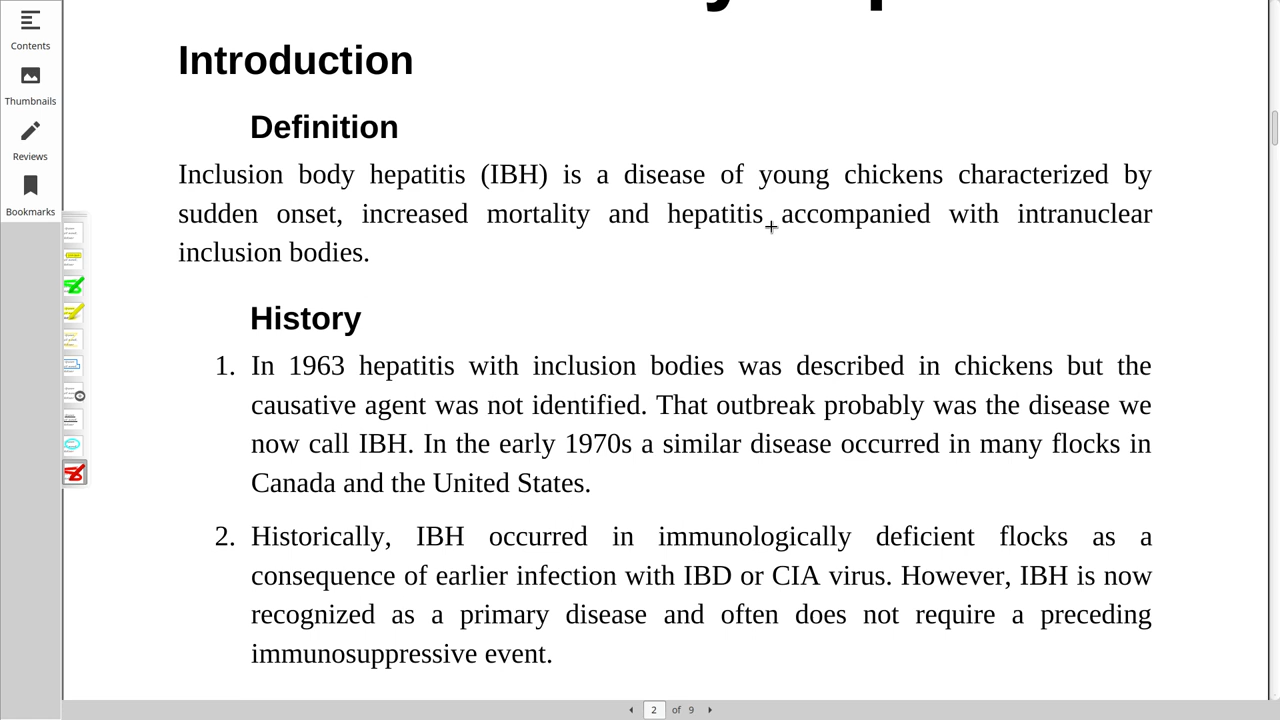 Contents
Thumbnails
Reviews
Bookmarks
Introduction
Definition
Inclusion body hepatitis (IBH) is a disease of young chickens characterized by
sudden onset, increased mortality and hepatitis accompanied with intranuclear
inclusion bodies.
History
1. In 1963 hepatitis with inclusion bodies was described in chickens but the
causative agent was not identified. That outbreak probably was the disease we
now call IBH. In the early 1970s a similar disease occurred in many flocks in
Canada and the United States.
2. Historically, IBH occurred in immunologically deficient flocks as a
consequence of earlier infection with IBD or CIA virus. However, IBH is now
recognized as a primary disease and often does not require a preceding
immunosuppressive event.
2 of 9